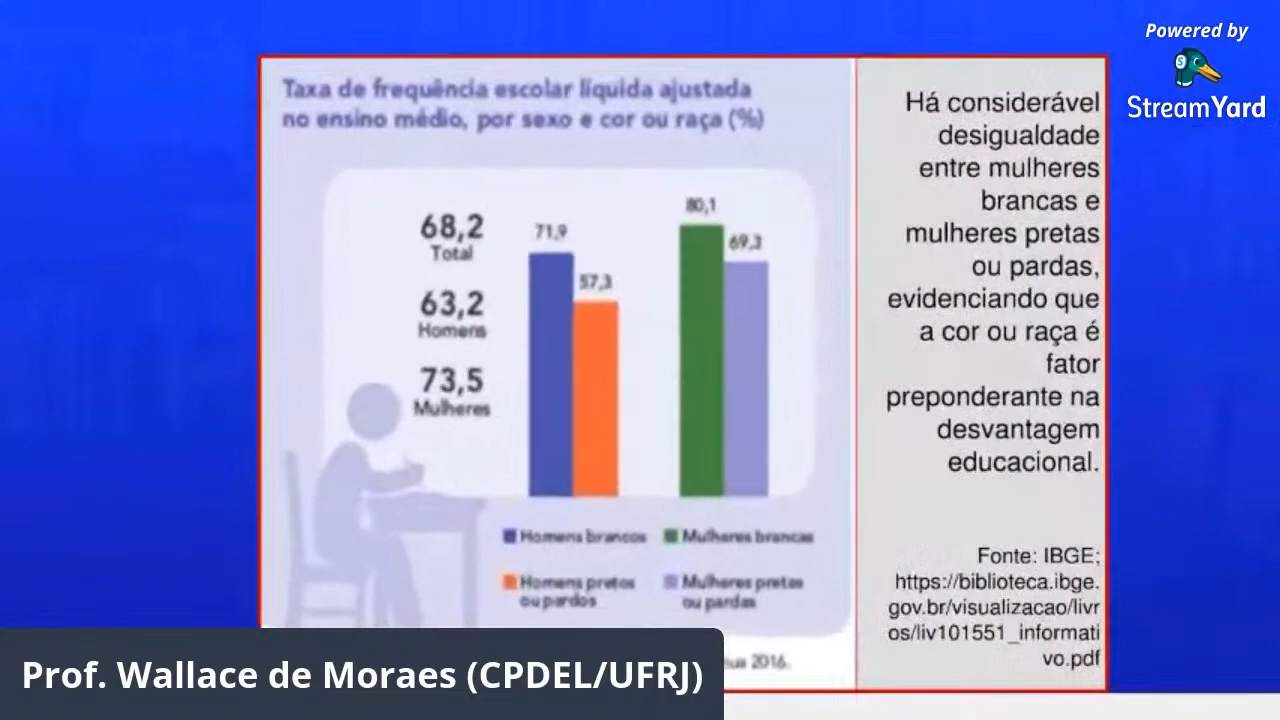 Powered by
StreamYard
Taxa de frequência escolar líquida ajustada
no ensino médio, por sexo e cor ou raça (%)
68,2
Total
63,2
Homens
73,5
Mulheres
71,9
57,3
80,1
69,3
Homens brancos
Mulheres brancas
Homens pretos
ou pardos
Mulheres pretas
ou pardas
2016.
Há considerável
desigualdade
entre mulheres
brancas e
mulheres pretas
ou pardas,
evidenciando que
a cor ou raça é
fator
preponderante na
desvantagem
educacional.
Fonte: IBGE;
https://biblioteca.ibge.
gov.br/visualizacao/livr
os/liv101551_informati
vo.pdf
Prof. Wallace de Moraes (CPDEL/UFRJ)